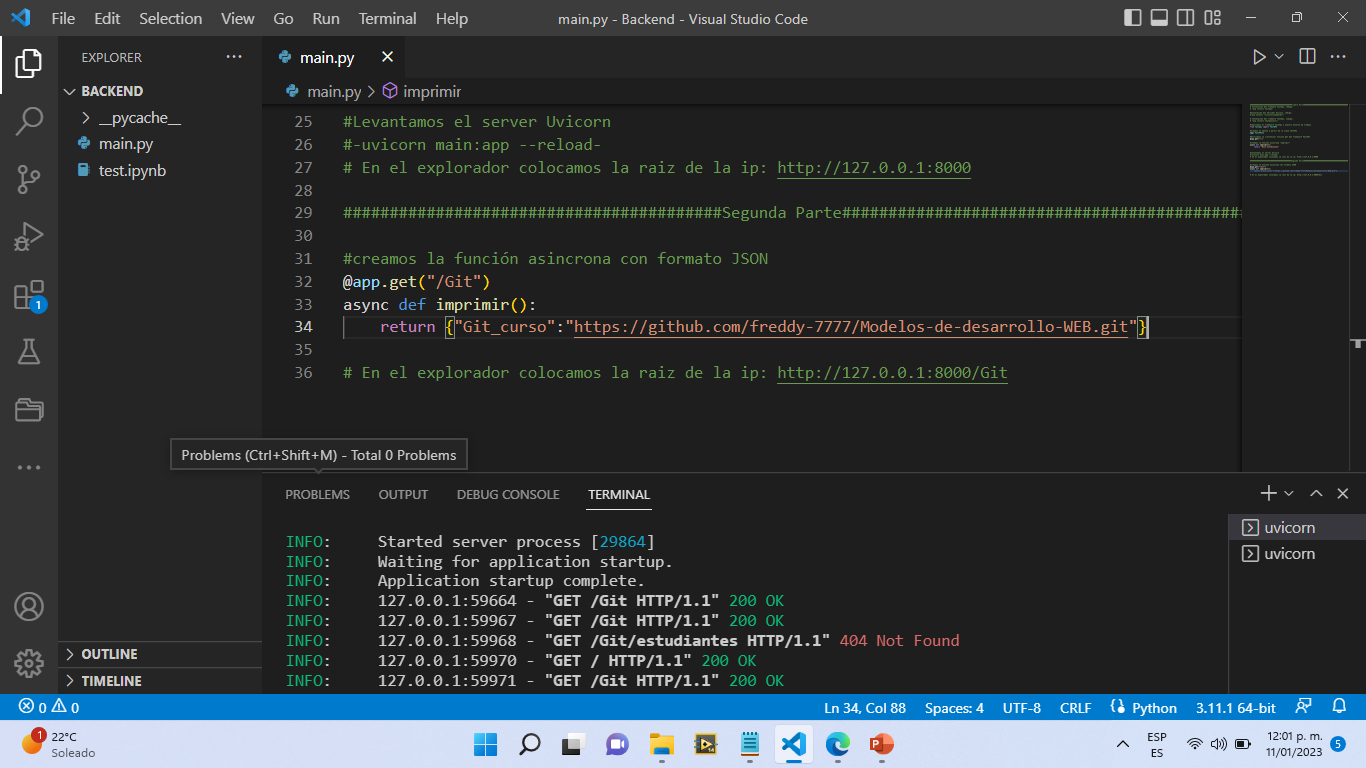 File Edit Selection View Go Run Terminal Help main.py - Backend - Visual Studio Code
EXPLORER
BACKEND
__pycache__
main.py
test.ipynb
OUTLINE
TIMELINE
1
main.py
main.py > imprimir
25 #Levantamos el server Uvicorn
26 #-uvicorn main:app --reload-
27 # En el explorador colocamos la raiz de la ip: http://127.0.0.1:8000
28
29 #########################################Segunda Parte############################################
30
31 #creamos la función asincrona con formato JSON
32 @app.get("/Git")
33 async def imprimir():
34 return {"Git_curso":"https://github.com/freddy-7777/Modelos-de-desarrollo-WEB.git"}
35
36 # En el explorador colocamos la raiz de la ip: http://127.0.0.1:8000/Git
Problems (Ctrl+Shift+M) - Total 0 Problems
PROBLEMS OUTPUT DEBUG CONSOLE TERMINAL
INFO: Started server process [29864]
INFO: Waiting for application startup.
INFO: Application startup complete.
INFO: 127.0.0.1:59664 - "GET /Git HTTP/1.1" 200 OK
INFO: 127.0.0.1:59967 - "GET /Git HTTP/1.1" 200 OK
INFO: 127.0.0.1:59968 - "GET /Git/estudiantes HTTP/1.1" 404 Not Found
INFO: 127.0.0.1:59970 - "GET / HTTP/1.1" 200 OK
INFO: 127.0.0.1:59971 - "GET /Git HTTP/1.1" 200 OK
uvicorn
uvicorn
0 0 Ln 34, Col 88 Spaces: 4 UTF-8 CRLF Python 3.11.1 64-bit
1
22°C
Soleado
ESP
ES
12:01 p. m.
11/01/2023
5